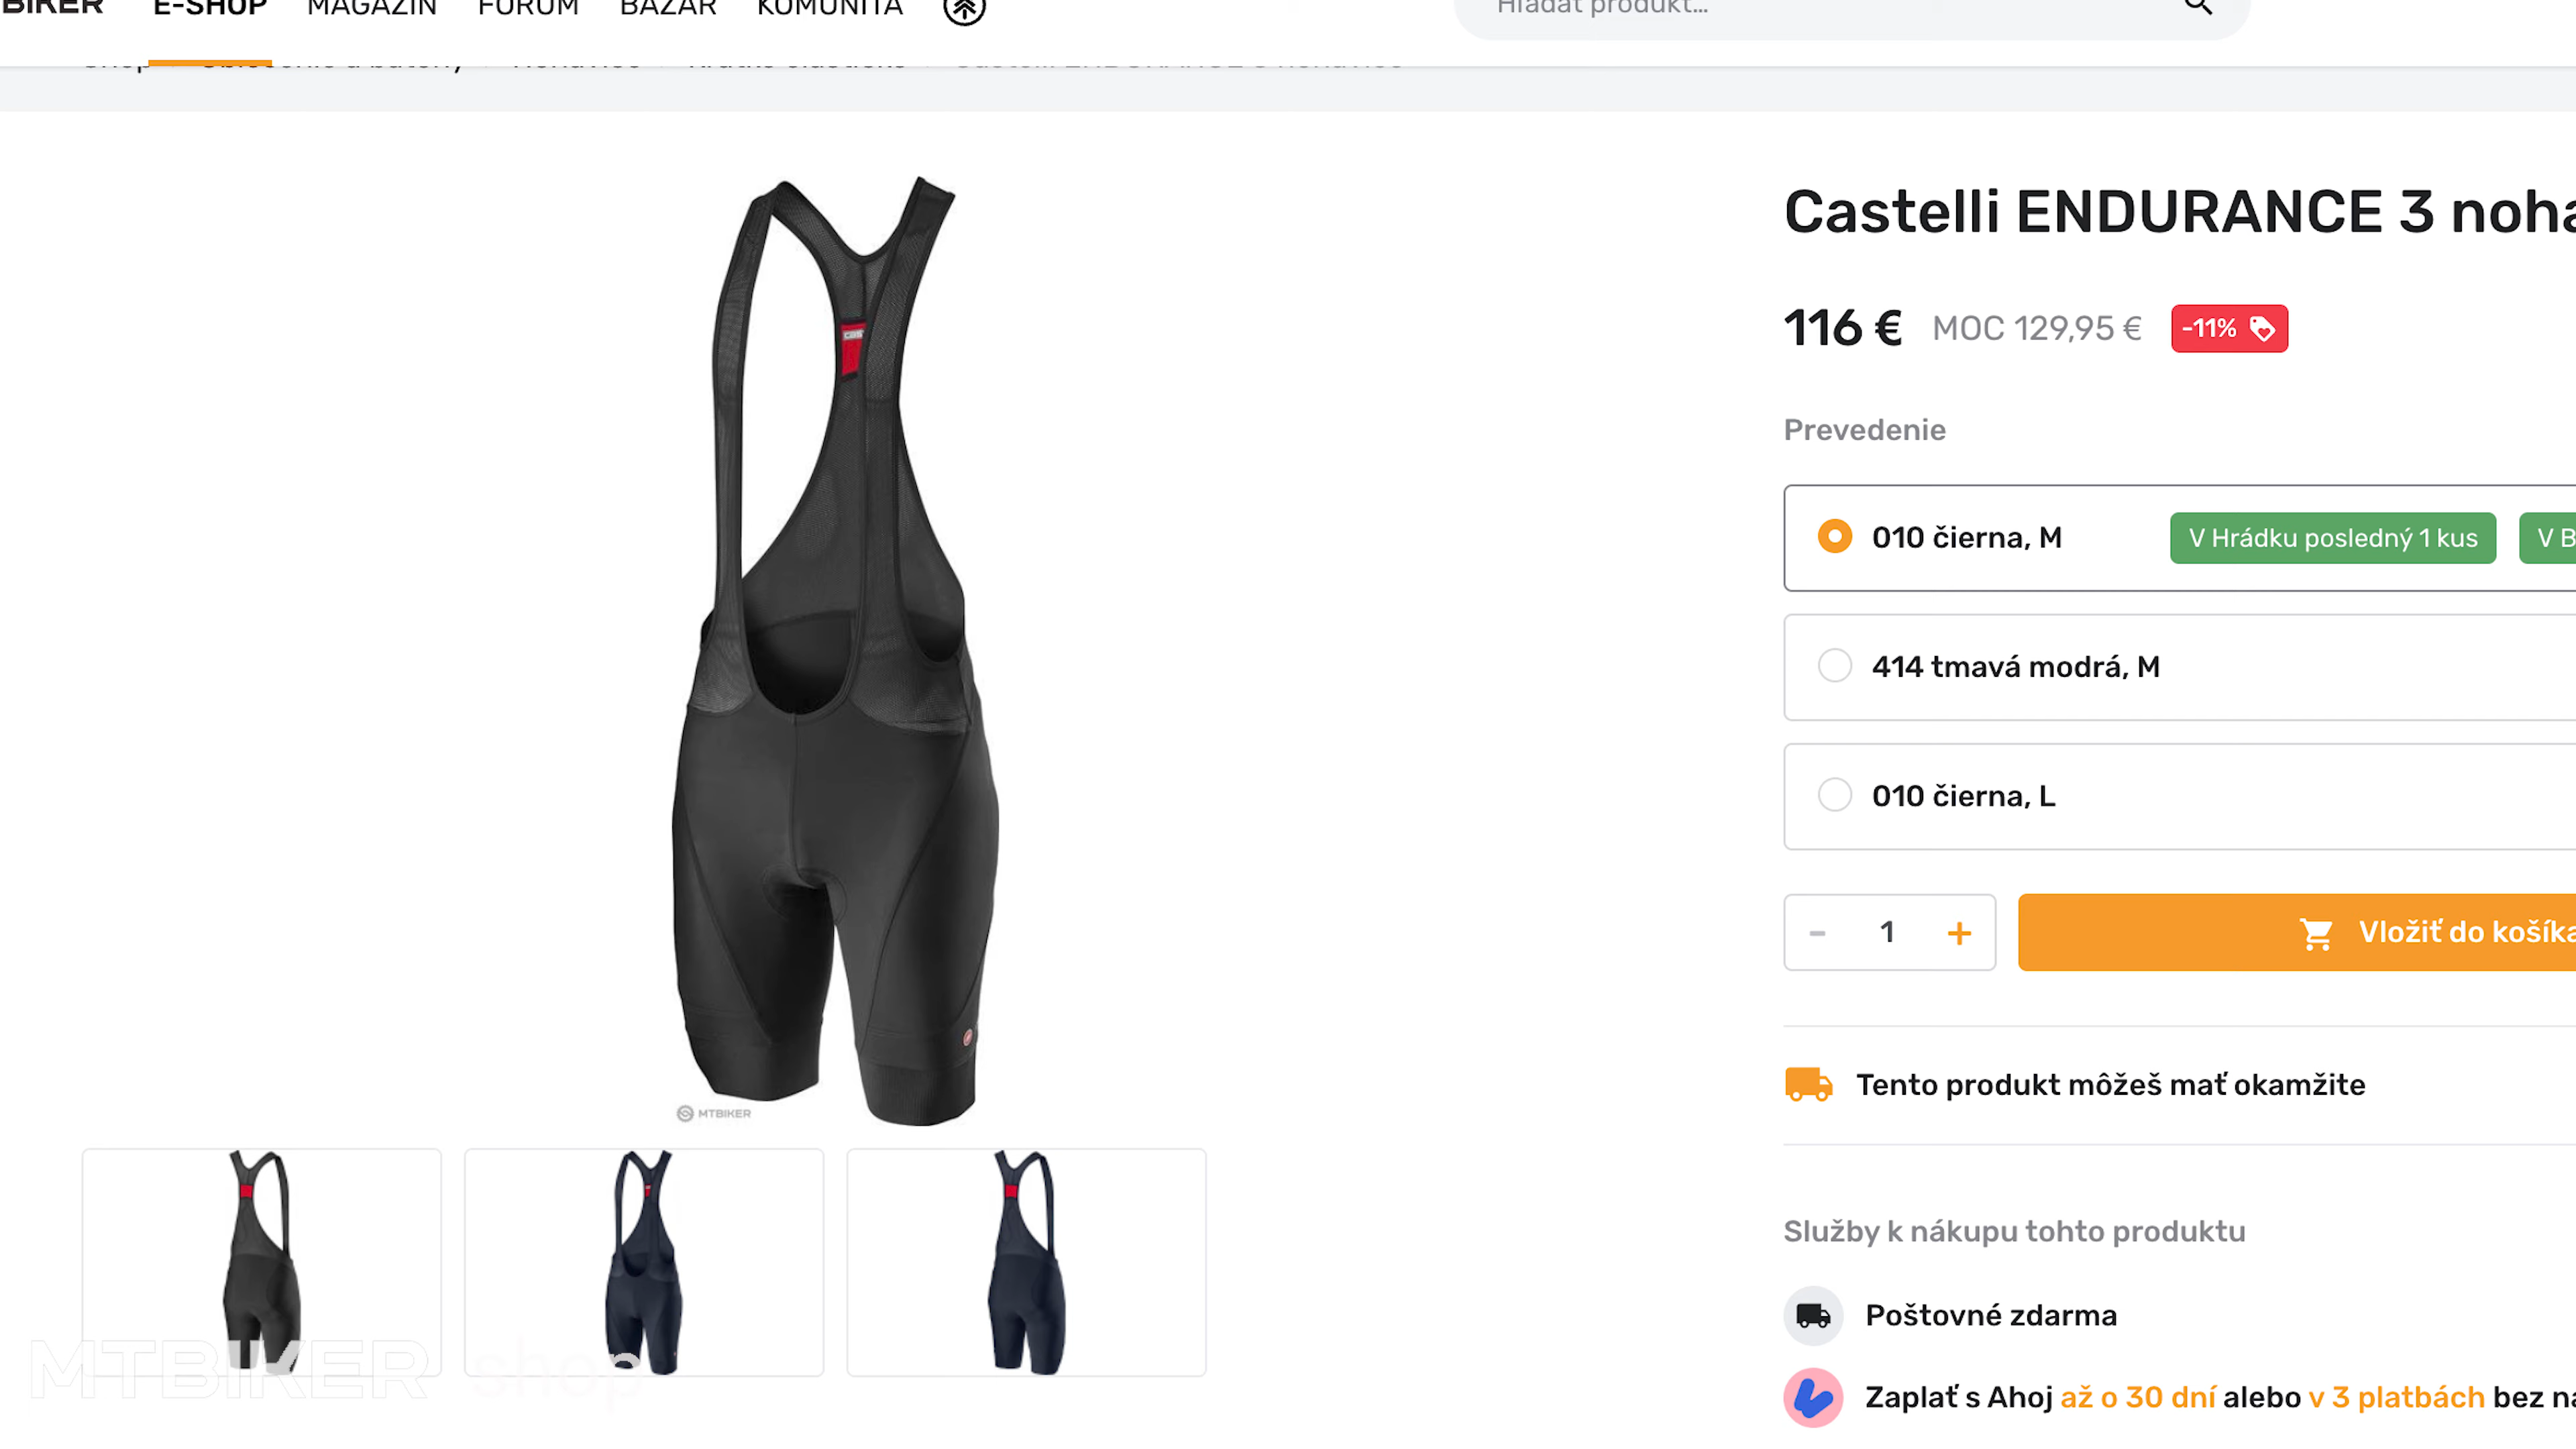 BIKER E-SHOP MAGAZÍN FÓRUM BAZÁR KOMUNITA
Hľadať produkt...
Castelli ENDURANCE 3 noha
116 € MOC 129,95 € -11%
Prevedenie
010 čierna, M V Hrádku posledný 1 kus V B
414 tmavá modrá, M
010 čierna, L
- 1 + Vložiť do košíka
Tento produkt môžeš mať okamžite
MTBIKER
Služby k nákupu tohto produktu
Poštovné zdarma
MTBIKER shop
Zaplať s Ahoj až o 30 dní alebo v 3 platbách bez ná